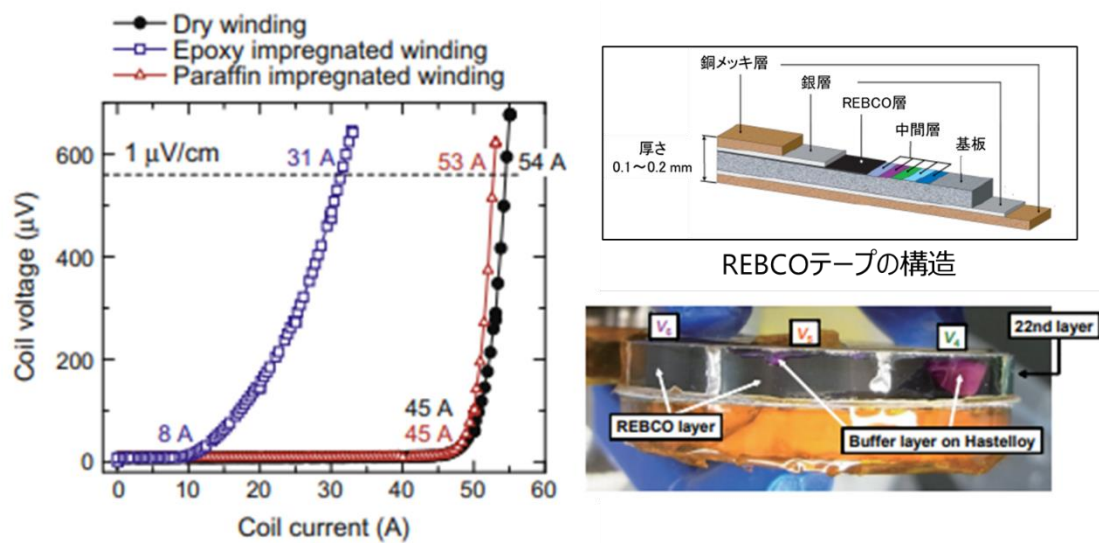 Dry winding
Epoxy impregnated winding
Paraffin impregnated winding
600
400
200
0
1 μV/cm
31 A
53 A
54 A
8 A
45 A
45 A
0
10
20
30
40
50
60
Coil voltage (μV)
Coil current (A)
銅メッキ層
銀層
REBCO層
中間層
基板
厚さ
0.1～0.2 mm
REBCOテープの構造
V₆
V₅
V₄
22nd layer
REBCO layer
Buffer layer on Hastelloy